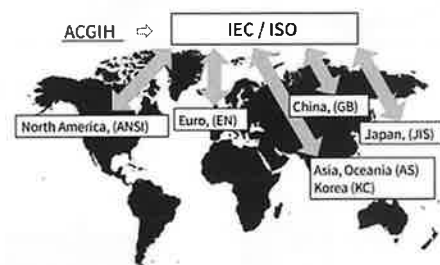 ACGIH ⇨ IEC / ISO
North America, (ANSI)
Euro, (EN)
China, (GB)
Japan, (JIS)
Asia, Oceania (AS)
Korea (KC)